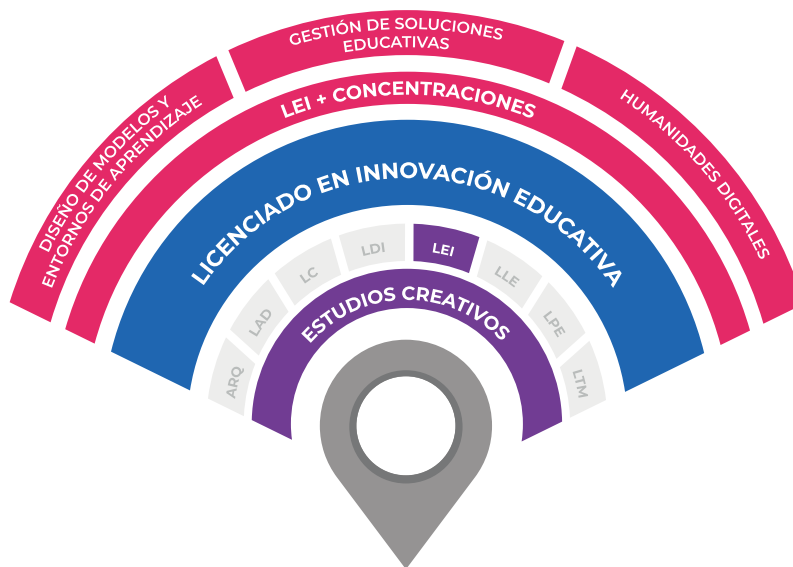 GESTIÓN DE SOLUCIONES
EDUCATIVAS
DISEÑO DE MODELOS Y
ENTORNOS DE APRENDIZAJE
HUMANIDADES DIGITALES
LEI + CONCENTRACIONES
LICENCIADO EN INNOVACIÓN EDUCATIVA
ARQ
LAD
LC
LDI
LEI
LLE
LPE
LTM
ESTUDIOS CREATIVOS